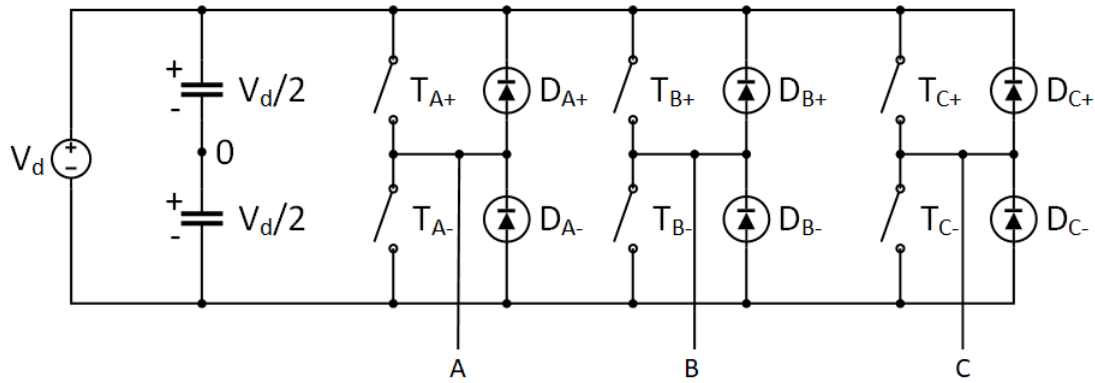 +
V_d/2
T_A+
D_A+
T_B+
D_B+
T_C+
D_C+
-
V_d
+
-
0
+
V_d/2
T_A-
D_A-
T_B-
D_B-
T_C-
D_C-
-
A
B
C